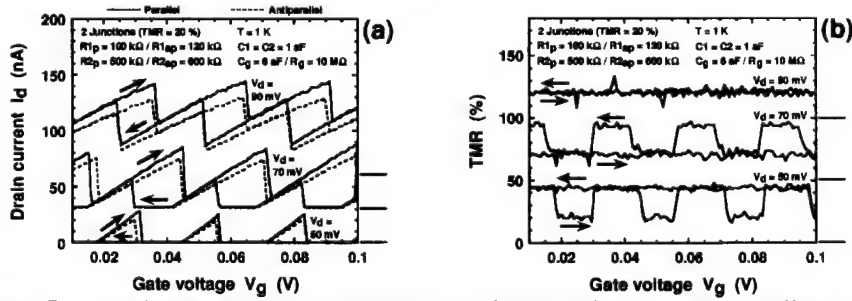 Parallel Antiparallel
(a)
2 Junctions (TMR = 20 %) T = 1 K
R1p = 100 kΩ / R1ap = 120 kΩ C1 = C2 = 1 aF
R2p = 500 kΩ / R2ap = 600 kΩ Cg = 6 aF / Rg = 10 MΩ
Vd = 90 mV
Vd = 70 mV
Vd = 50 mV
Drain current Id (nA)
200
150
100
50
0
0.02 0.04 0.06 0.08 0.1
Gate voltage Vg (V)
(b)
2 Junctions (TMR = 20 %) T = 1 K
R1p = 100 kΩ / R1ap = 120 kΩ C1 = C2 = 1 aF
R2p = 500 kΩ / R2ap = 600 kΩ Cg = 6 aF / Rg = 10 MΩ
Vd = 90 mV
Vd = 70 mV
Vd = 50 mV
TMR (%)
150
100
50
0
0.02 0.04 0.06 0.08 0.1
Gate voltage Vg (V)